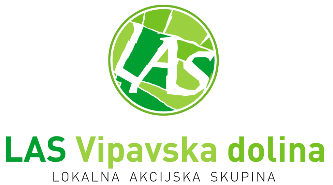 LAS
LAS Vipavska dolina
LOKALNA AKCIJSKA SKUPINA